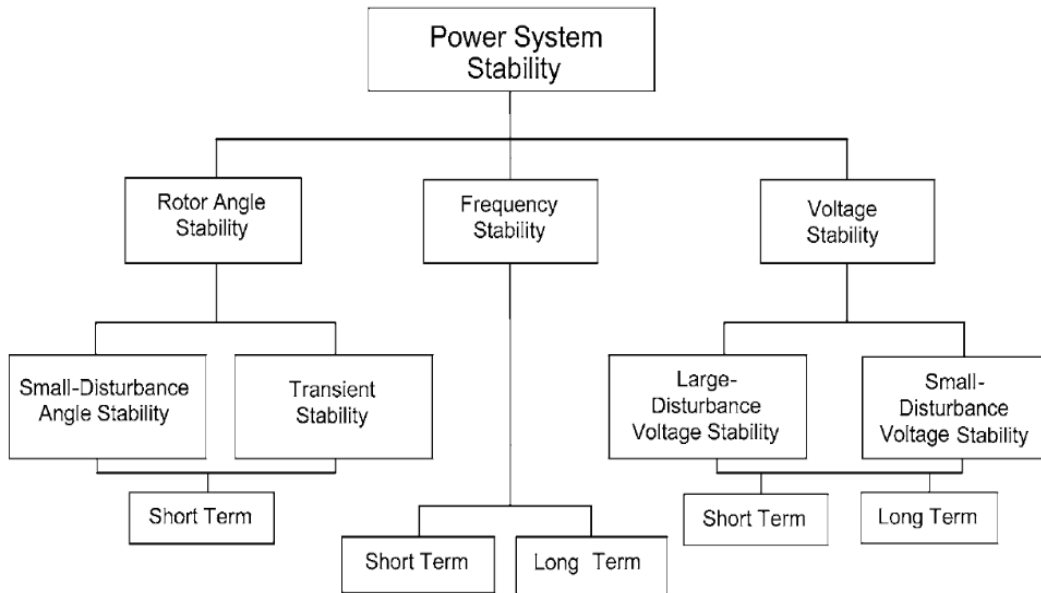 Power System
Stability
Rotor Angle
Stability
Frequency
Stability
Voltage
Stability
Small-Disturbance
Angle Stability
Transient
Stability
Large-
Disturbance
Voltage Stability
Small-
Disturbance
Voltage Stability
Short Term
Short Term
Long Term
Short Term
Long Term